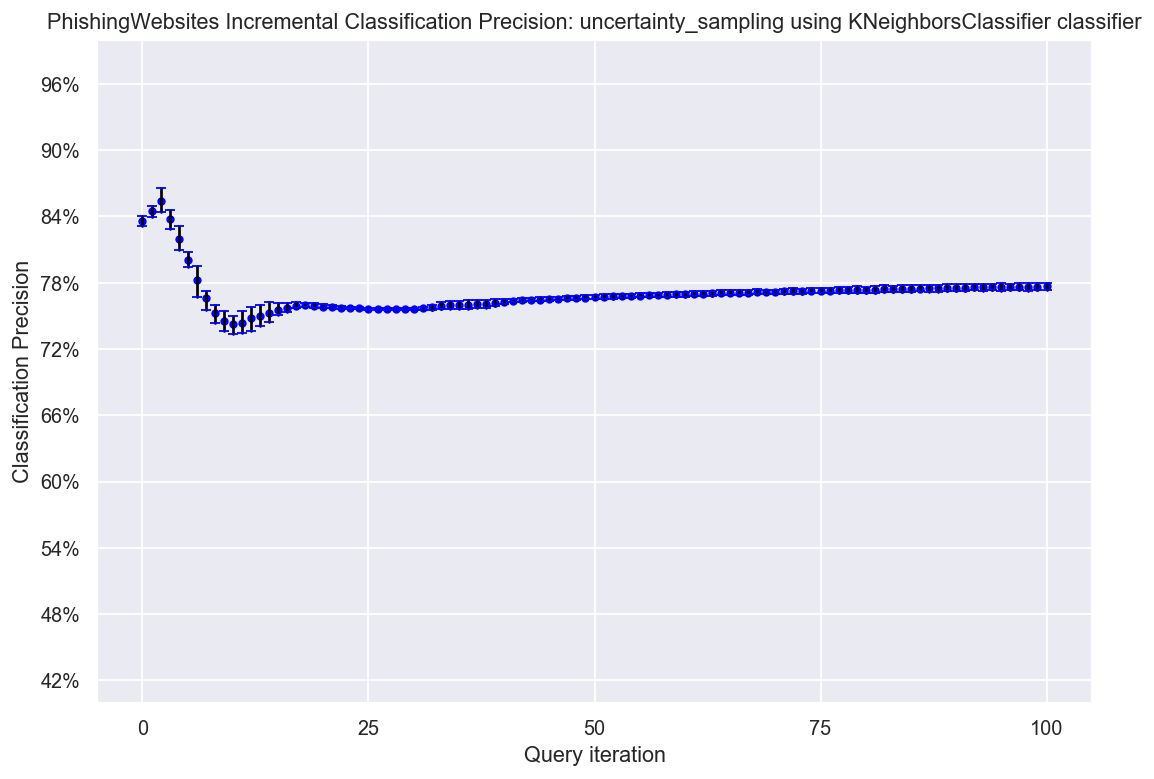 PhishingWebsites Incremental Classification Precision: uncertainty_sampling using KNeighborsClassifier classifier
96%
90%
84%
78%
72%
66%
60%
54%
48%
42%
Classification Precision
0 25 50 75 100
Query iteration